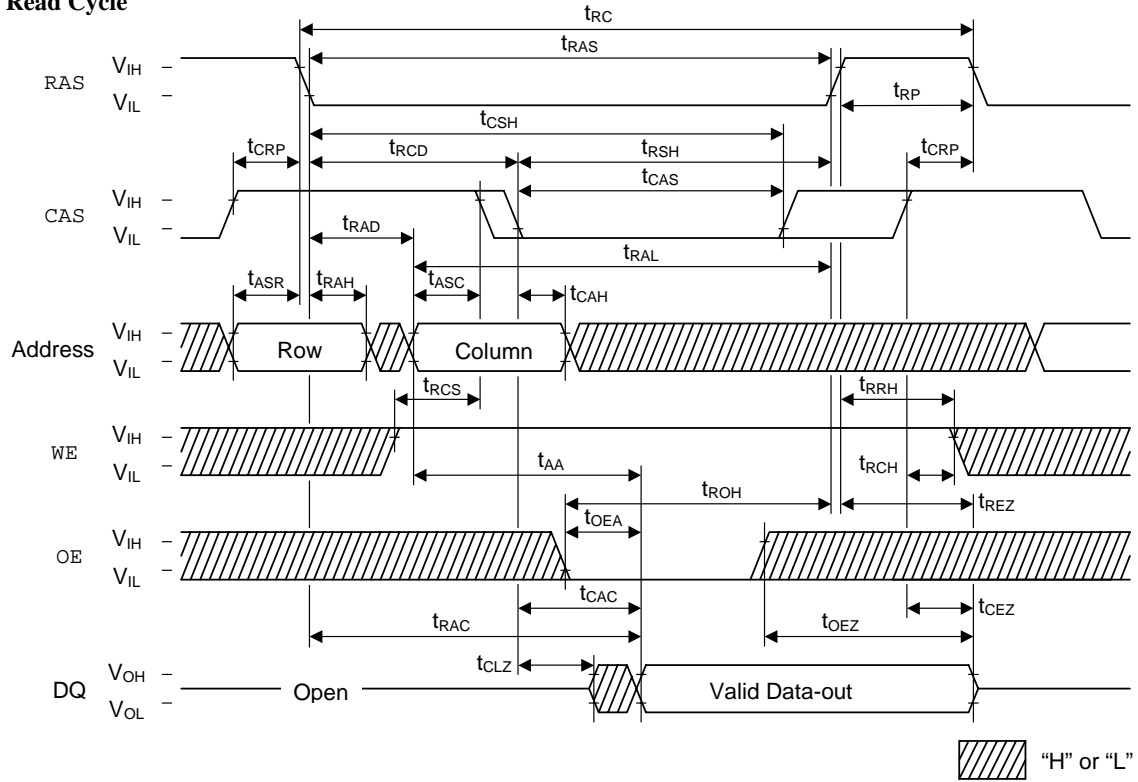 Read Cycle
tRC
tRAS
RAS
VIH
VIL
tRP
tCSH
tCRP
tRCD
tRSH
tCRP
tCAS
CAS
VIH
VIL
tRAD
tRAL
tASR
tRAH
tASC
tCAH
Address
VIH
VIL
Row
Column
tRCS
tRRH
WE
VIH
VIL
tAA
tRCH
tROH
tREZ
tOEA
OE
VIH
VIL
tCAC
tCEZ
tRAC
tOEZ
tCLZ
DQ
VOH
VOL
Open
Valid Data-out
“H” or “L”